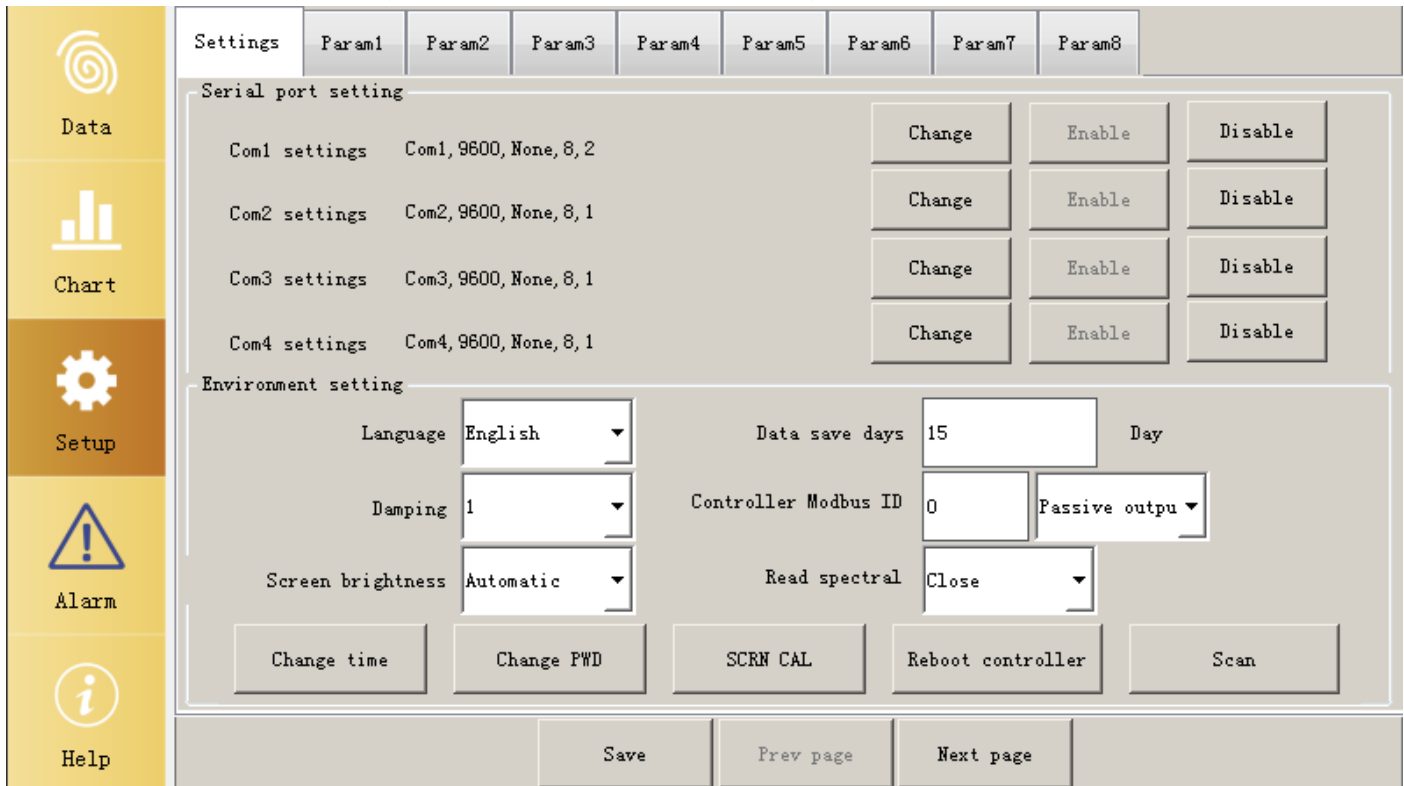 Settings Param1 Param2 Param3 Param4 Param5 Param6 Param7 Param8
Data
Chart
Setup
Alarm
Help
Serial port setting
Com1 settings Com1, 9600, None, 8, 2 Change Enable Disable
Com2 settings Com2, 9600, None, 8, 1 Change Enable Disable
Com3 settings Com3, 9600, None, 8, 1 Change Enable Disable
Com4 settings Com4, 9600, None, 8, 1 Change Enable Disable
Environment setting
Language English Data save days 15 Day
Damping 1 Controller Modbus ID 0 Passive outpu
Screen brightness Automatic Read spectral Close
Change time Change PWD SCRN CAL Reboot controller Scan
Save Prev page Next page